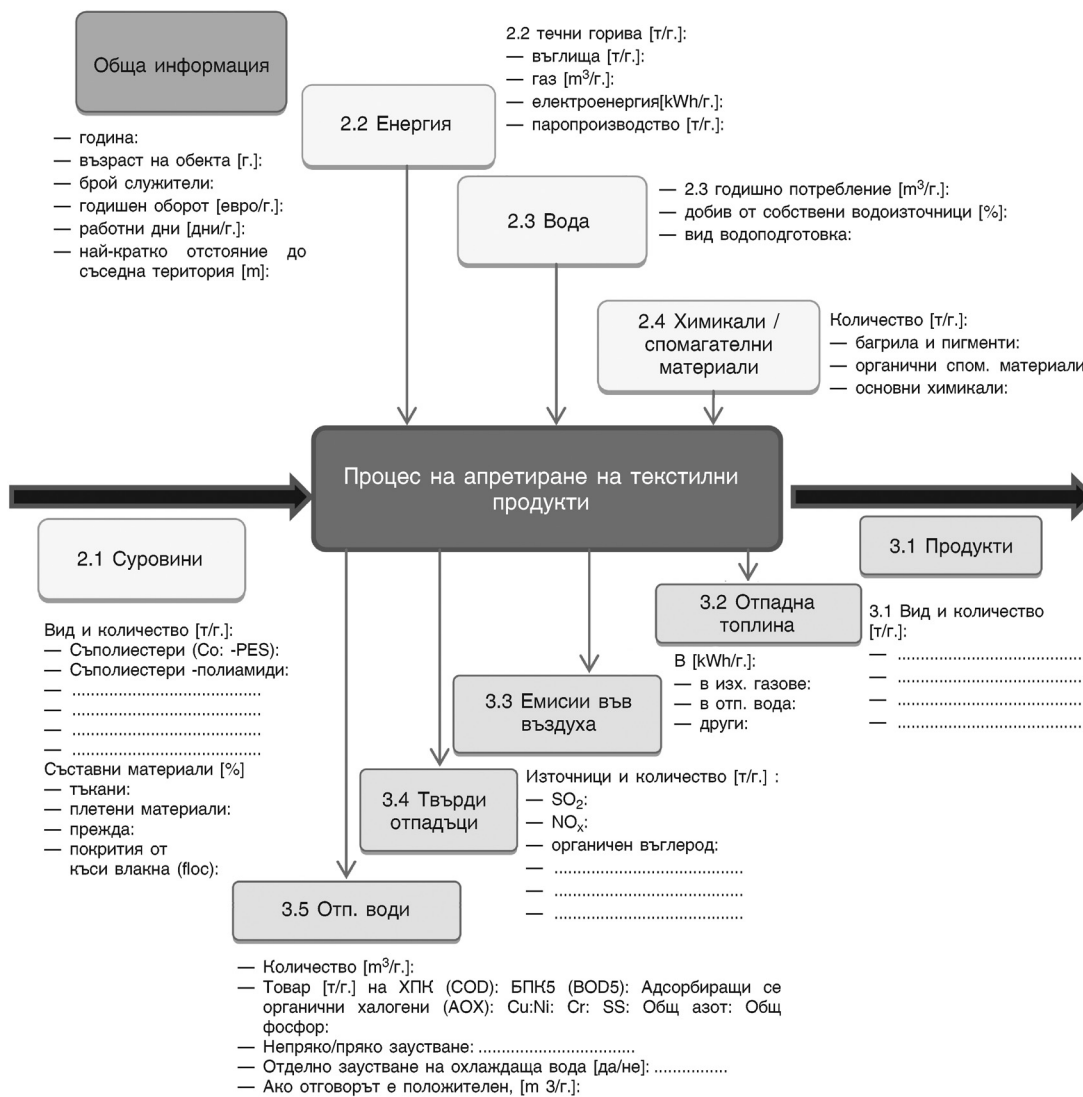 Обща информация
— година:
— възраст на обекта [г.]:
— брой служители:
— годишен оборот [евро/г.]:
— работни дни [дни/г.]:
— най-кратко отстояние до
съседна територия [m]:
2.2 Енергия
2.2 течни горива [т/г.]:
— въглища [т/г.]:
— газ [m³/г.]:
— електроенергия[kWh/г.]:
— паропроизводство [т/г.]:
2.3 Вода
— 2.3 годишно потребление [m³/г.]:
— добив от собствени водоизточници [%]:
— вид водоподготовка:
2.4 Химикали /
спомагателни
материали
Количество [т/г.]:
— багрила и пигменти:
— органични спом. материали
— основни химикали:
Процес на апретиране на текстилни
продукти
2.1 Суровини
Вид и количество [т/г.]:
— Съполиестери (Co: -PES):
— Съполиестери -полиамиди:
— ......................................
— ......................................
— ......................................
— ......................................
Съставни материали [%]
— тъкани:
— плетени материали:
— прежда:
— покрития от
къси влакна (floc):
3.1 Продукти
3.1 Вид и количество
[т/г.]:
— ......................................
— ......................................
— ......................................
— ......................................
3.2 Отпадна
топлина
В [kWh/г.]:
— в изх. газове:
— в отп. вода:
— други:
3.3 Емисии във
въздуха
Източници и количество [т/г.] :
— SO₂:
— NOₓ:
— органичен въглерод:
— ......................................
— ......................................
— ......................................
3.4 Твърди
отпадъци
3.5 Отп. води
— Количество [m³/г.]:
— Товар [т/г.] на ХПК (COD): БПК5 (BOD5): Адсорбиращи се
органични халогени (AOX): Cu:Ni: Cr: SS: Общ азот: Общ
фосфор:
— Непряко/пряко заустване: ..................................
— Отделно заустване на охлаждаща вода [да/не]: ................
— Ако отговорът е положителен, [m 3/г.]: